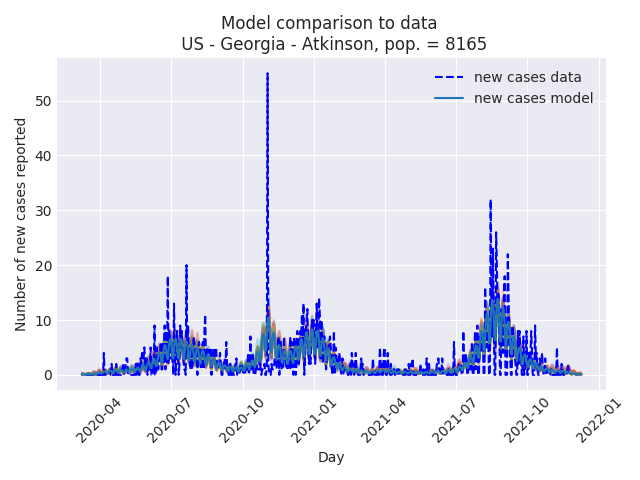 Model comparison to data
US - Georgia - Atkinson, pop. = 8165
new cases data
new cases model
Number of new cases reported
50
40
30
20
10
0
2020-04
2020-07
2020-10
2021-01
2021-04
2021-07
2021-10
2022-01
Day